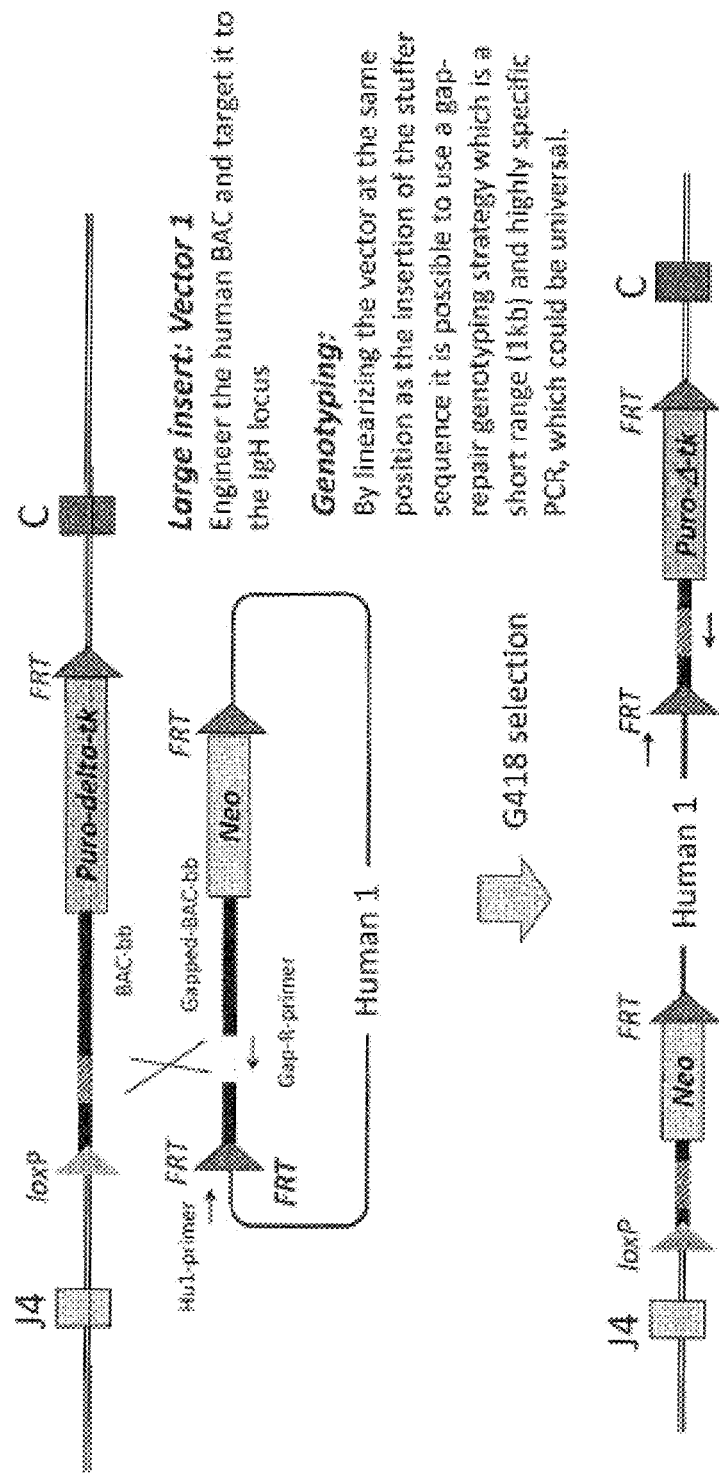 J4
loxP
BAC-bb
Puro-delta-tk
FRT
C
Hu1-primer
FRT
FRT
Gap-R-primer
Gapped-BAC-bb
Neo
FRT
Human 1
Large insert: Vector 1
Engineer the human BAC and target it to
the IgH locus
Genotyping:
By linearizing the vector at the same
position as the insertion of the stuffer
sequence it is possible to use a gap-
repair genotyping strategy which is a
short range (1kb) and highly specific
PCR, which could be universal.
G418 selection
J4
loxP
Neo
FRT
Human 1
FRT
Puro-Δ-tk
FRT
C